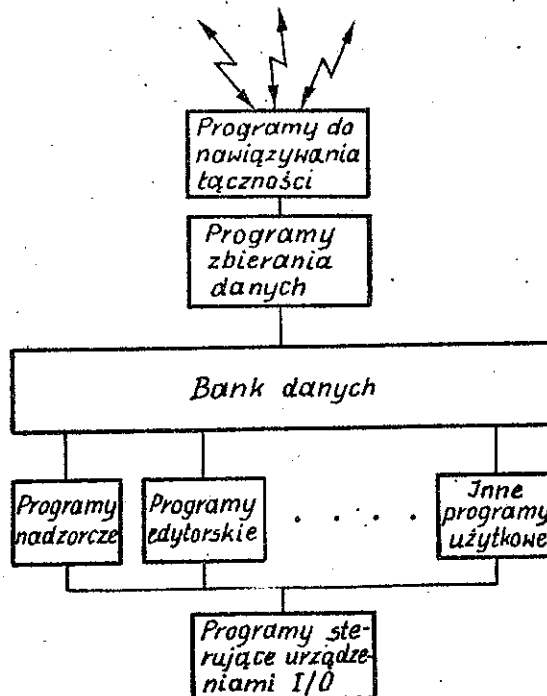 Programy do
nawiązywania
łączności
Programy
zbierania
danych
Bank danych
Programy
nadzorcze
Programy
edytorskie
Inne
programy
użytkowe
Programy ste-
rujące urządze-
niami I/O